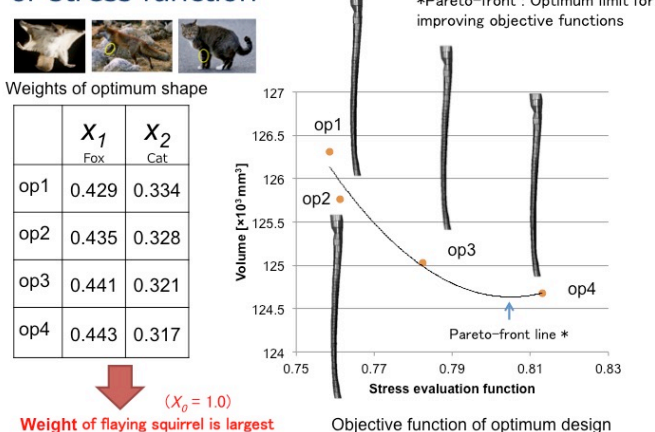 of Stress function
*Pareto-front : Optimum limit for
improving objective functions
Weights of optimum shape
X1 X2
Fox Cat
op1 0.429 0.334
op2 0.435 0.328
op3 0.441 0.321
op4 0.443 0.317
(X0 = 1.0)
Weight of flaying squirrel is largest
127
126.5
126
125.5
125
124.5
124
Volume [×10³ mm³]
op1
op2
op3
op4
Pareto-front line *
0.75 0.77 0.79 0.81 0.83
Stress evaluation function
Objective function of optimum design